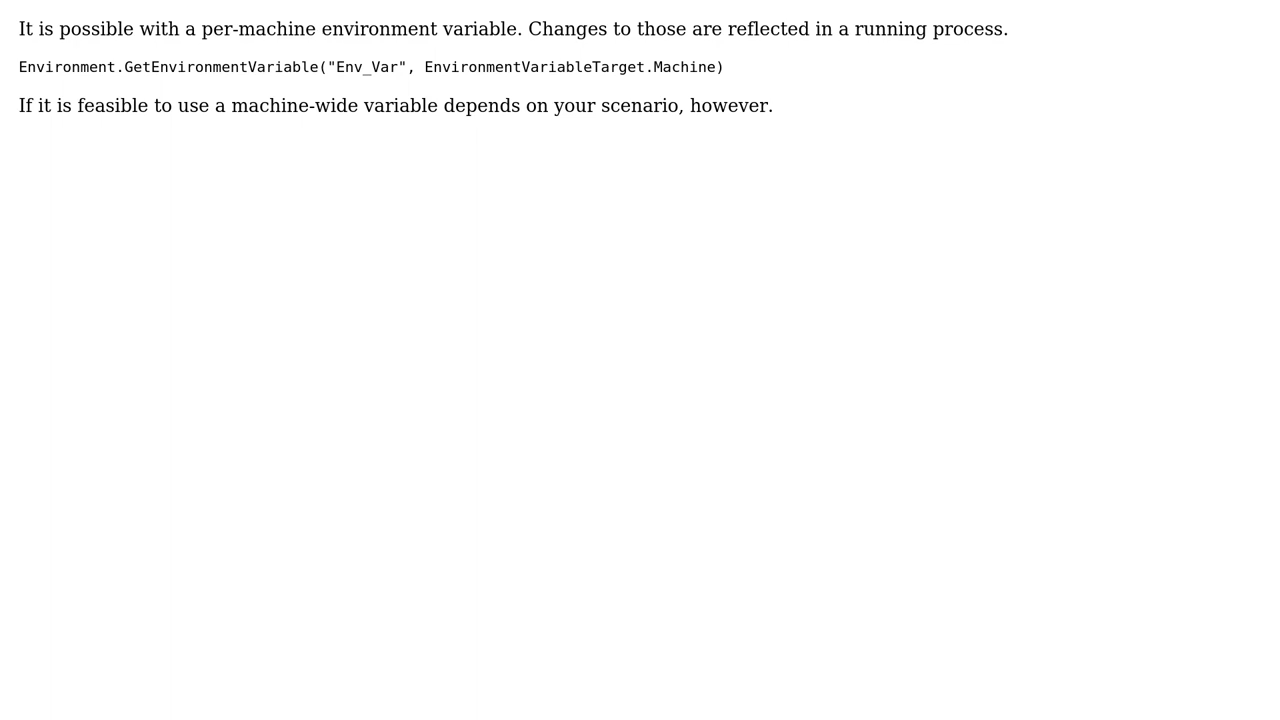 It is possible with a per-machine environment variable. Changes to those are reflected in a running process.
Environment.GetEnvironmentVariable("Env_Var", EnvironmentVariableTarget.Machine)
If it is feasible to use a machine-wide variable depends on your scenario, however.